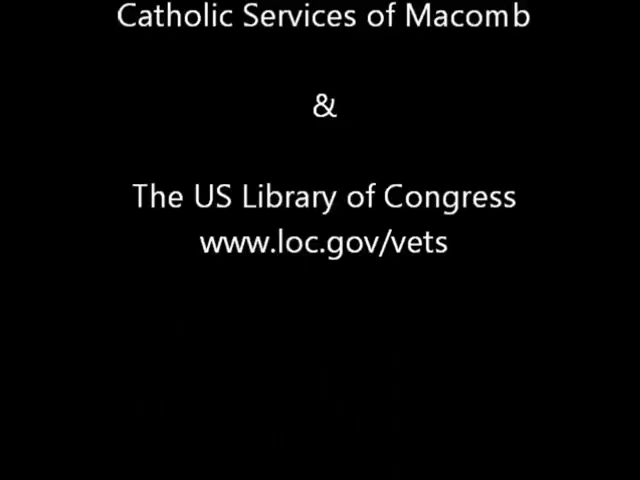 Catholic Services of Macomb
&
The US Library of Congress
www.loc.gov/vets